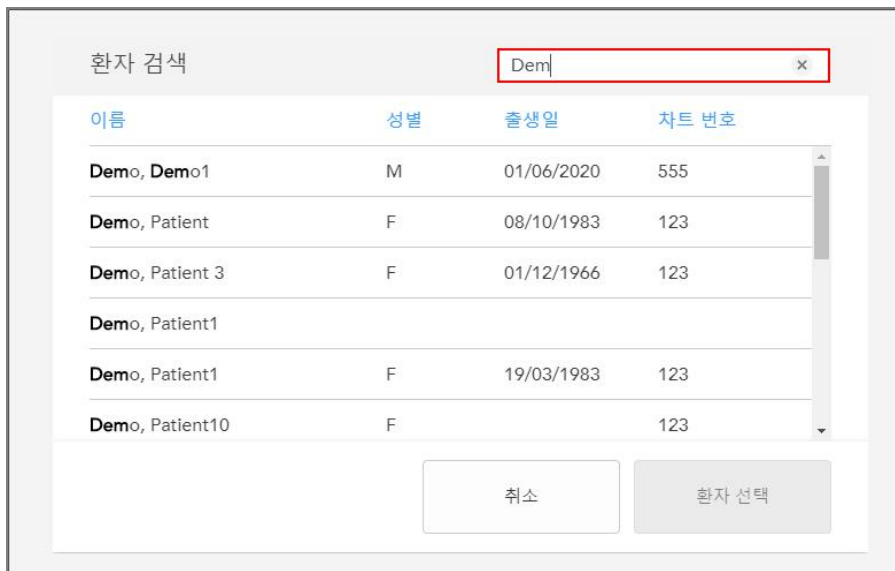 환자 검색 Dem
이름 성별 출생일 차트 번호
Demo, Demo1 M 01/06/2020 555
Demo, Patient F 08/10/1983 123
Demo, Patient 3 F 01/12/1966 123
Demo, Patient1
Demo, Patient1 F 19/03/1983 123
Demo, Patient10 F 123
취소 환자 선택